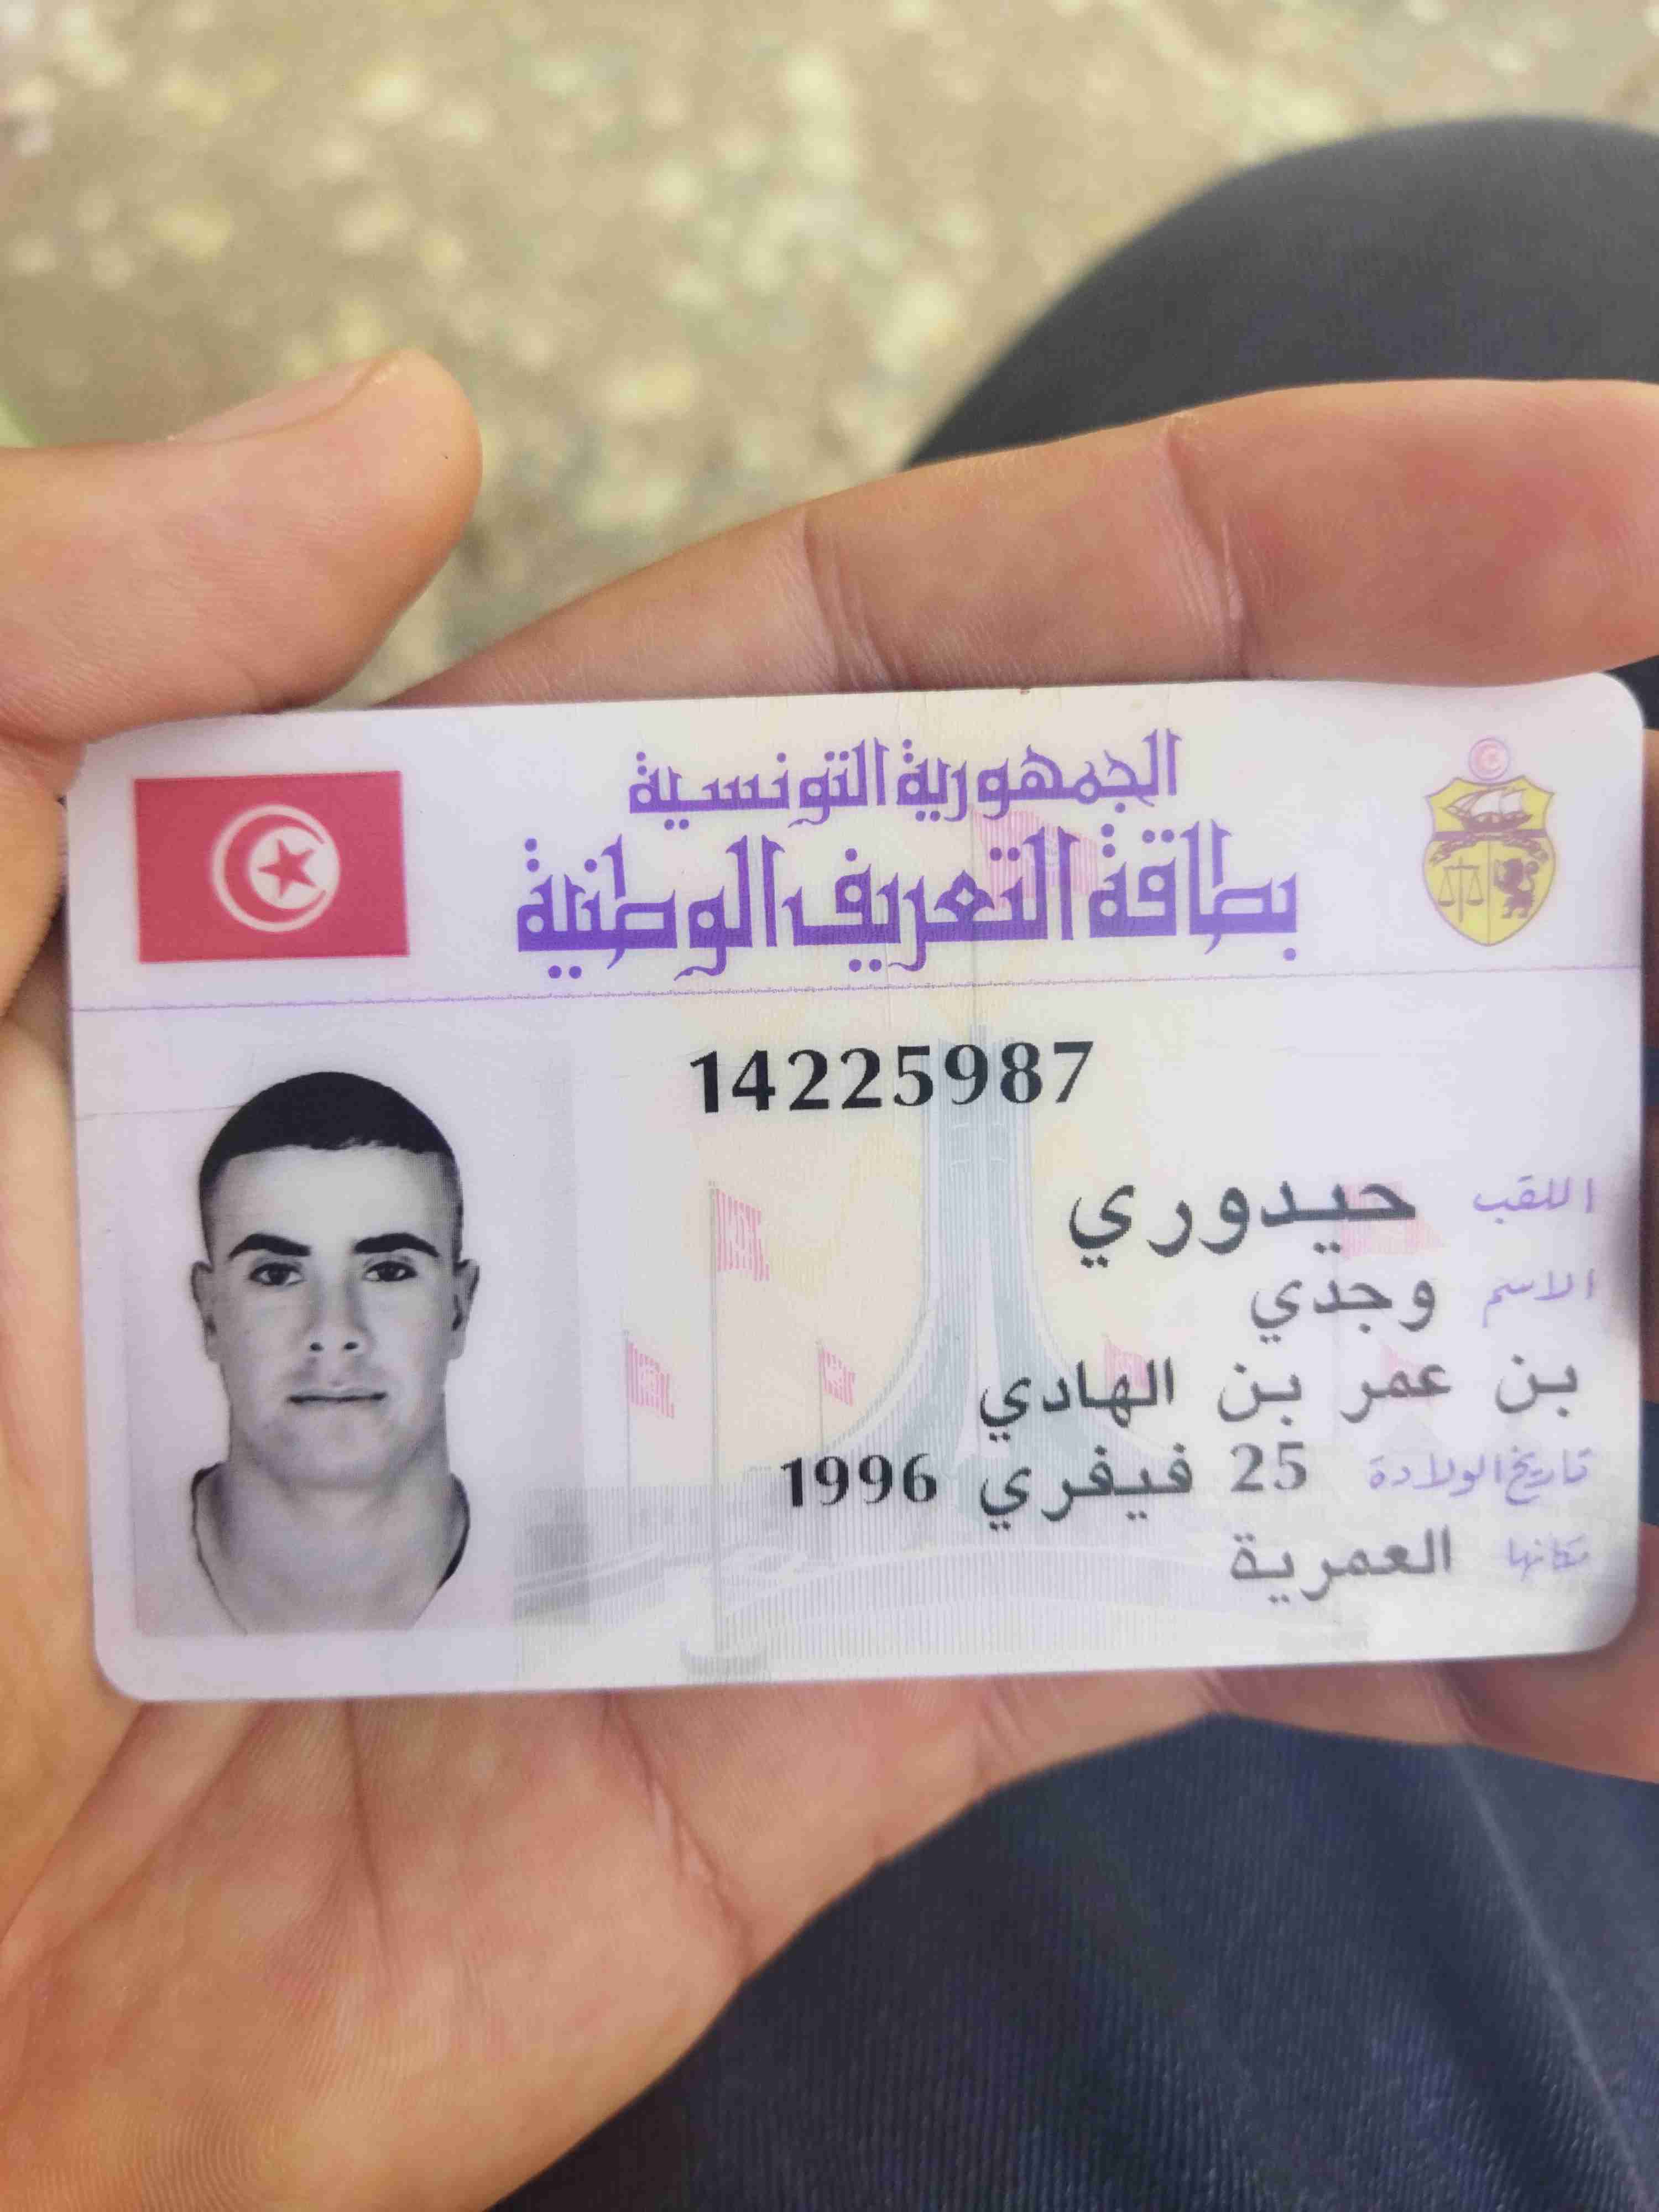 الجمهورية التونسية
بطاقة التعريف الوطنية
14225987
اللقب حيدوري
الاسم وجدي
بن عمر بن الهادي
تاريخ الولادة 25 فيفري 1996
مكانها العمرية